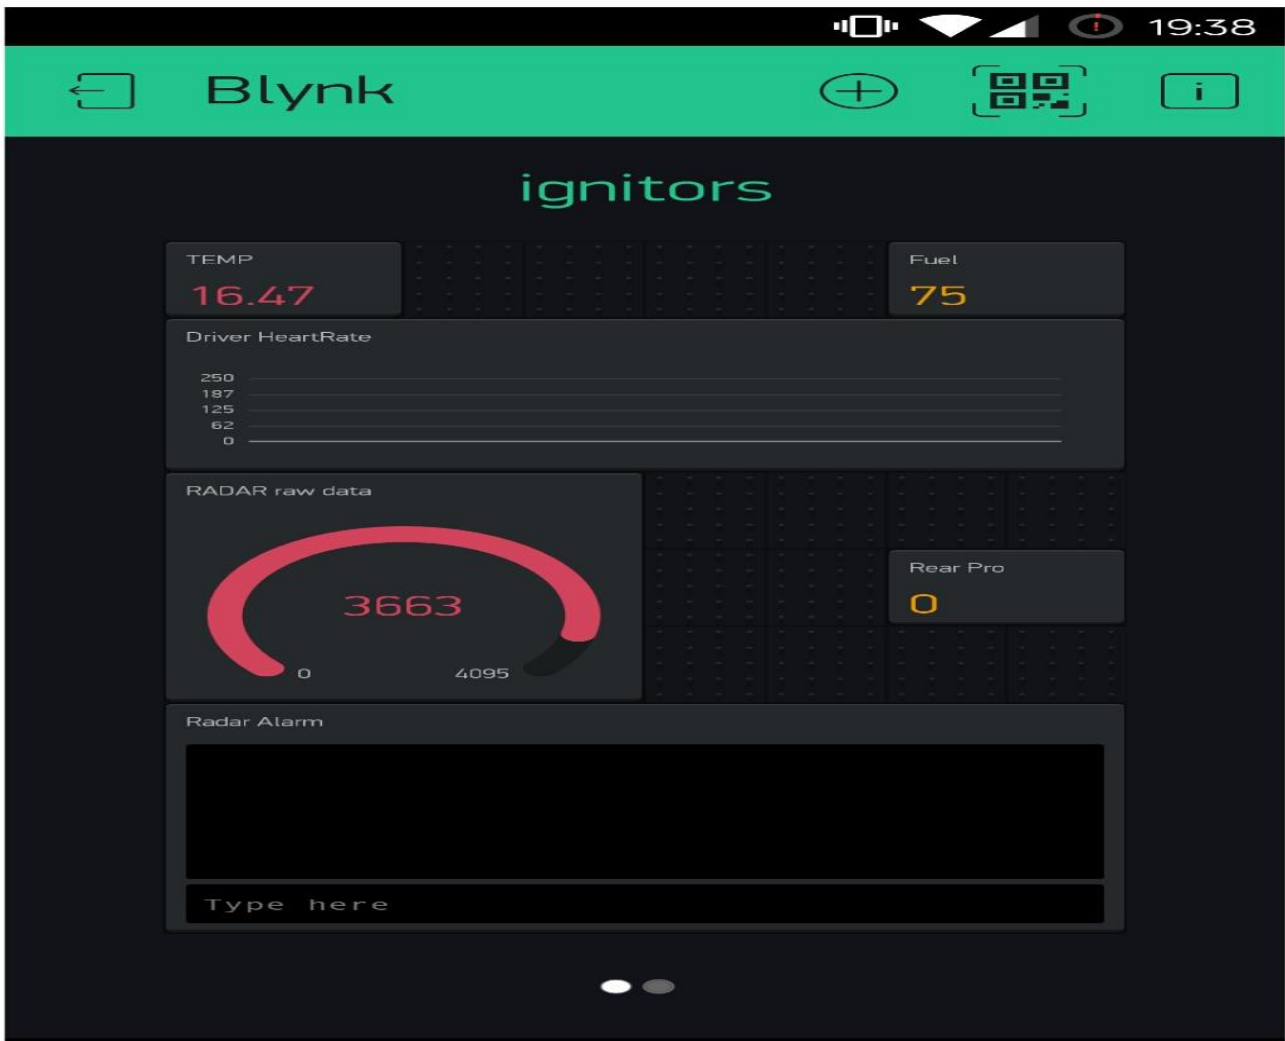 19:38
Blynk
i
ignitors
TEMP
16.47
Fuel
75
Driver HeartRate
250
187
125
62
0
RADAR raw data
3663
0
4095
Rear Pro
0
Radar Alarm
Type here